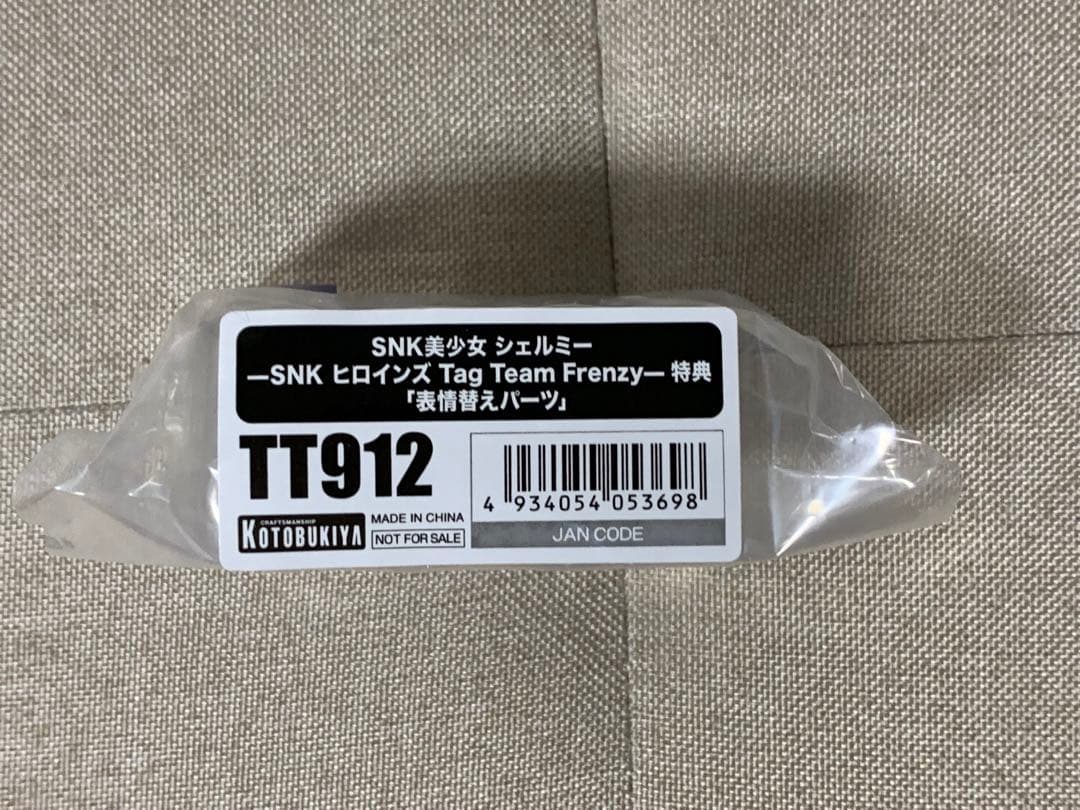 SNK美少女 シェルミー
—SNK ヒロインズ Tag Team Frenzy— 特典
「表情替えパーツ」
TT912
CRAFTSMANSHIP
KOTOBUKIYA
MADE IN CHINA
NOT FOR SALE
4 934054 053698
JAN CODE